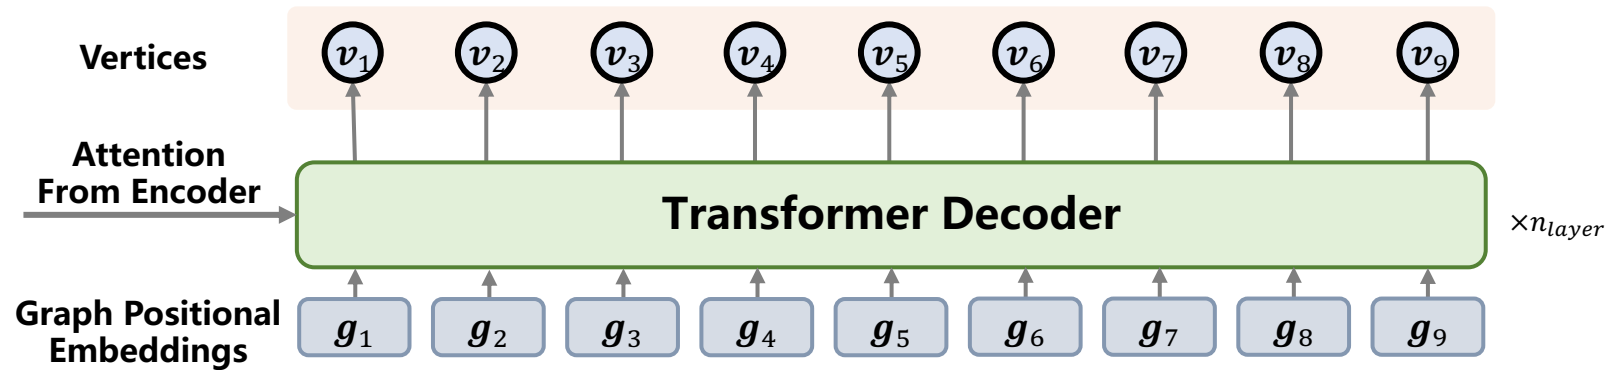 Vertices
v1 v2 v3 v4 v5 v6 v7 v8 v9
Attention
From Encoder
Transformer Decoder
×nlayer
Graph Positional
Embeddings
g1 g2 g3 g4 g5 g6 g7 g8 g9